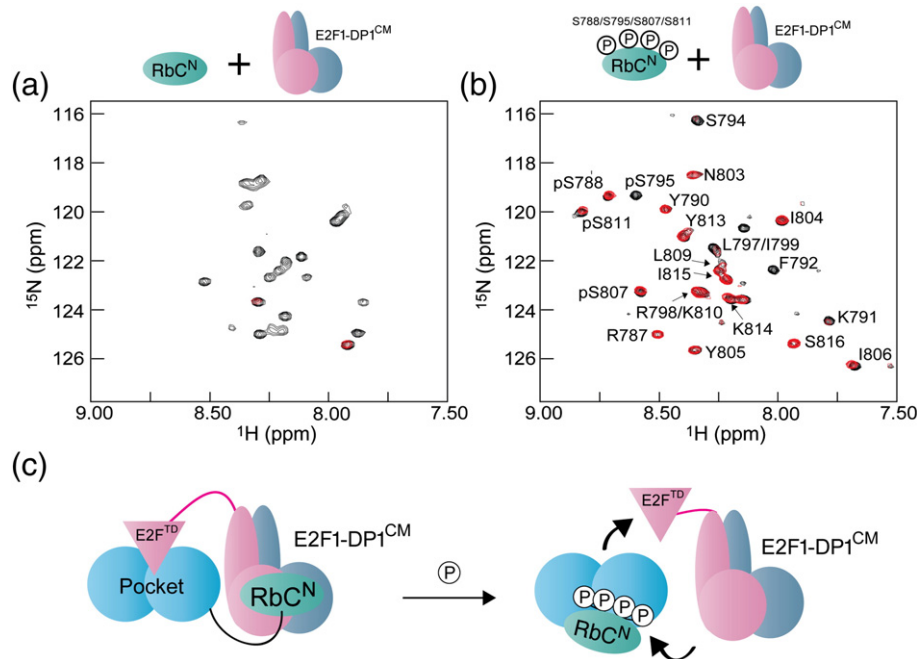 S788/S795/S807/S811
P P P P
E2F1-DP1^CM
E2F1-DP1^CM
RbC^N
+
RbC^N
+
(a)
(b)
116
118
120
122
124
126
¹⁵N (ppm)
9.00 8.50 8.00 7.50
¹H (ppm)
116
118
120
122
124
126
¹⁵N (ppm)
S794
N803
pS788
pS795
Y790
pS811
Y813
I804
L797/I799
L809
F792
I815
pS807
R798/K810
K791
K814
R787
S816
Y805
I806
9.00 8.50 8.00 7.50
¹H (ppm)
(c)
E2F^TD
E2F1-DP1^CM
Pocket
RbC^N
P
E2F^TD
E2F1-DP1^CM
P P P P
RbC^N